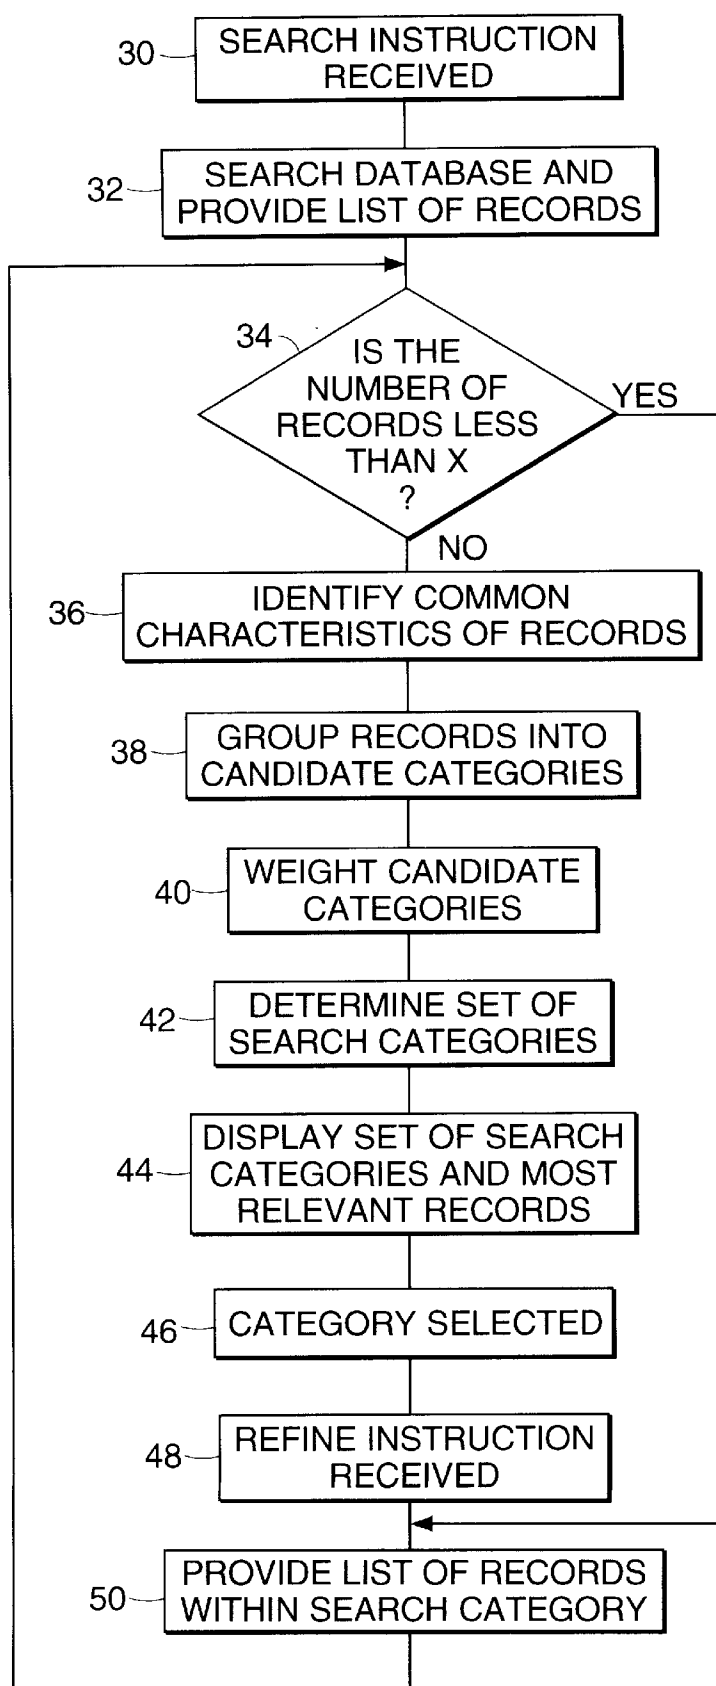 30
SEARCH INSTRUCTION
RECEIVED
32
SEARCH DATABASE AND
PROVIDE LIST OF RECORDS
34
IS THE
NUMBER OF
RECORDS LESS
THAN X
?
YES
NO
36
IDENTIFY COMMON
CHARACTERISTICS OF RECORDS
38
GROUP RECORDS INTO
CANDIDATE CATEGORIES
40
WEIGHT CANDIDATE
CATEGORIES
42
DETERMINE SET OF
SEARCH CATEGORIES
44
DISPLAY SET OF SEARCH
CATEGORIES AND MOST
RELEVANT RECORDS
46
CATEGORY SELECTED
48
REFINE INSTRUCTION
RECEIVED
50
PROVIDE LIST OF RECORDS
WITHIN SEARCH CATEGORY